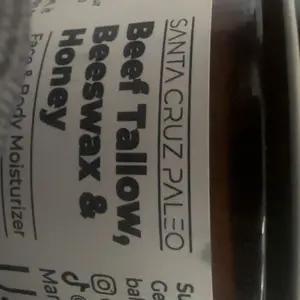 SANTA CRUZ PALEO
Beef Tallow,
Beeswax &
Honey
Face & Body Moisturizer